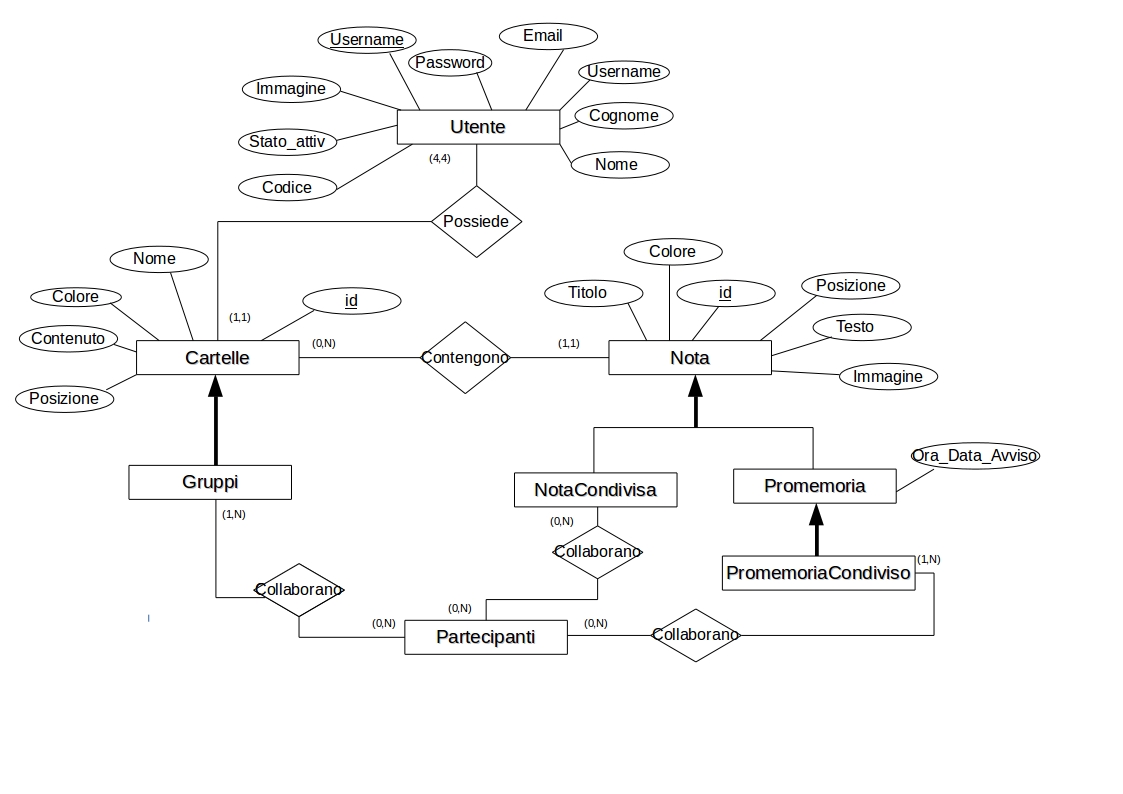 Username
Email
Password
Username
Immagine
Cognome
Utente
Stato_attiv
(4,4)
Nome
Codice
Possiede
Nome
Colore
Colore
id
Titolo
id
Posizione
(1,1)
Testo
Contenuto
Cartelle
(0,N)
Contengono
(1,1)
Nota
Immagine
Posizione
Ora_Data_Avviso
Gruppi
NotaCondivisa
Promemoria
(1,N)
(0,N)
Collaborano
(1,N)
PromemoriaCondiviso
Collaborano
(0,N)
(0,N)
(0,N)
Partecipanti
Collaborano